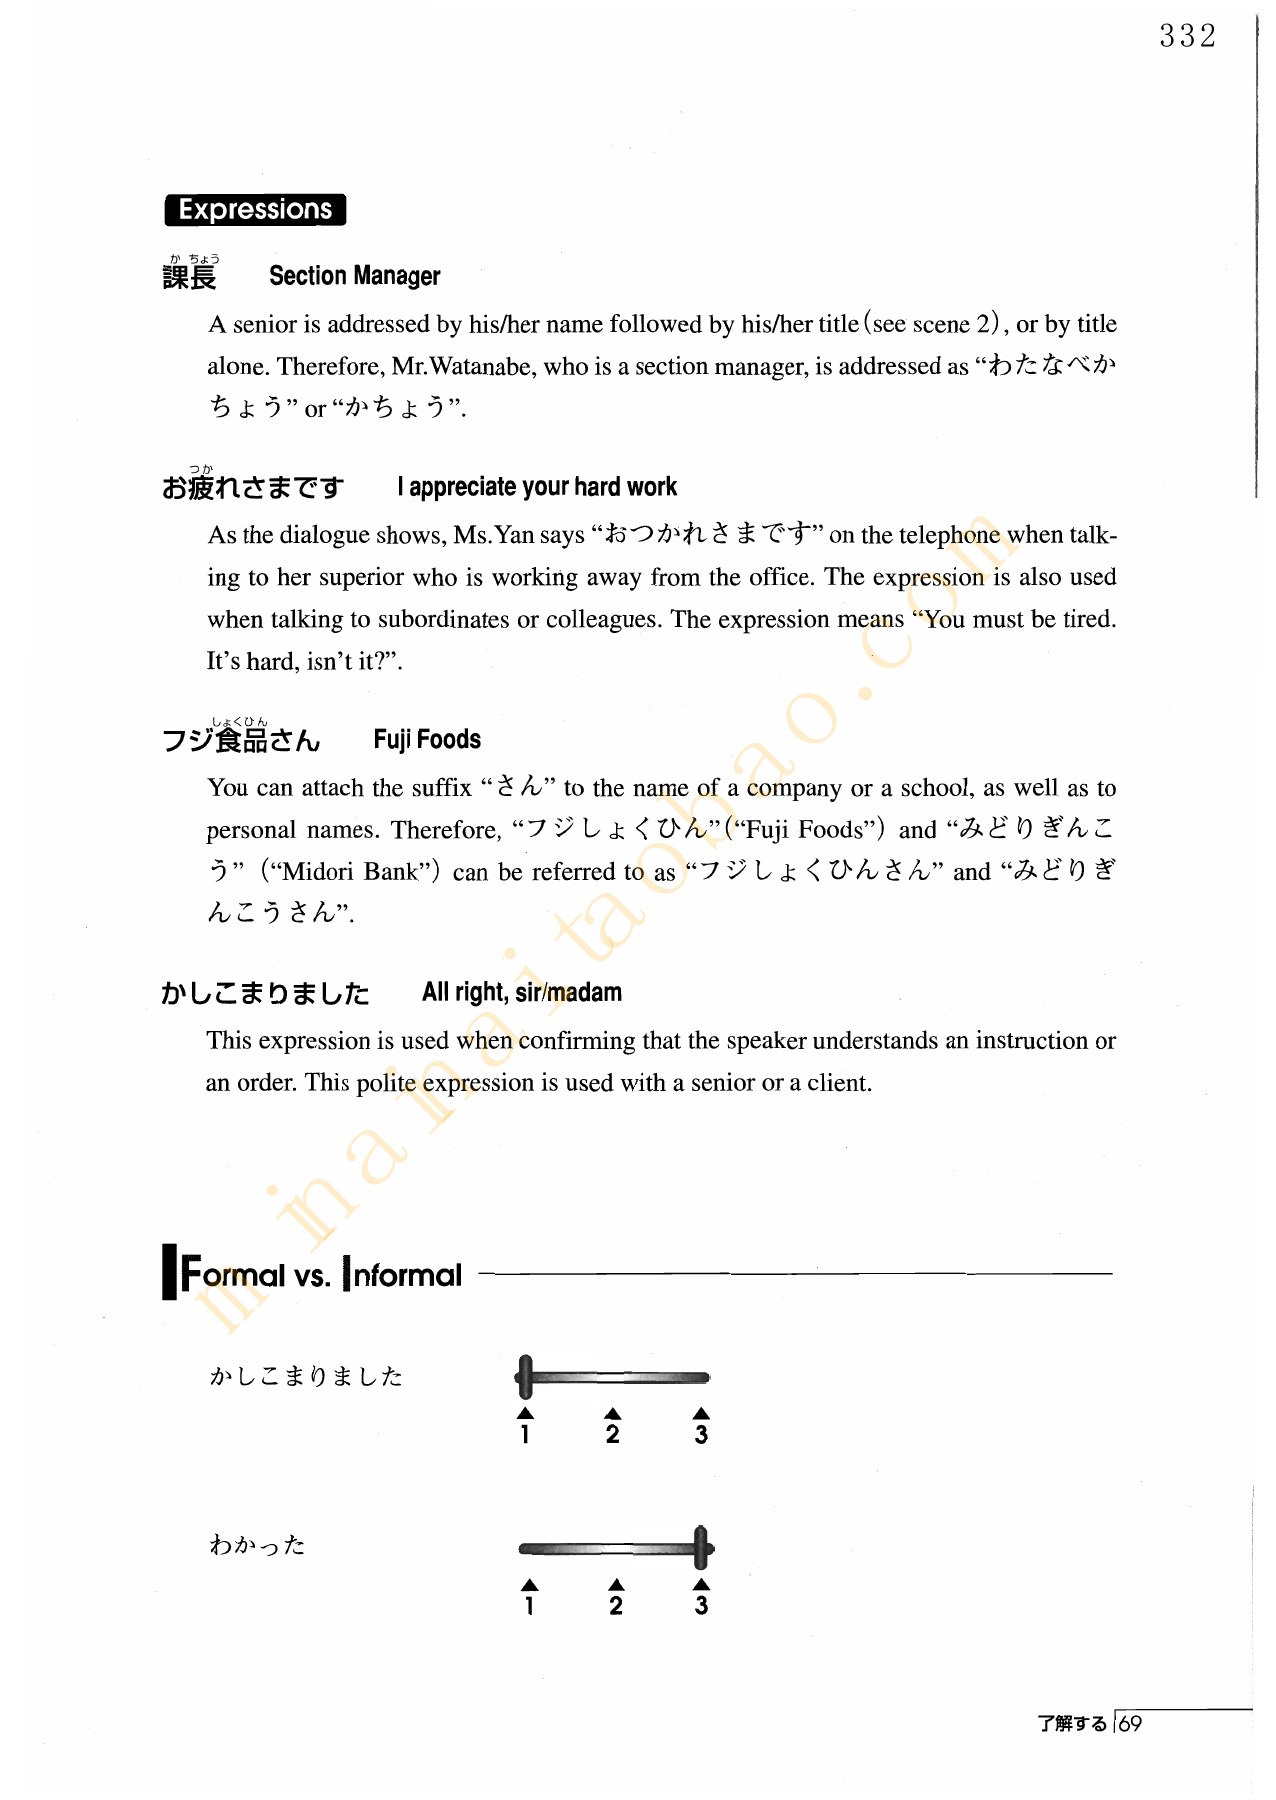 332
Expressions
か ちょう
課長 Section Manager
A senior is addressed by his/her name followed by his/her title (see scene 2), or by title
alone. Therefore, Mr.Watanabe, who is a section manager, is addressed as “わたなべか
ちょう” or “かちょう”.
つか
お疲れさまです I appreciate your hard work
As the dialogue shows, Ms.Yan says “おつかれさまです” on the telephone when talk-
ing to her superior who is working away from the office. The expression is also used
when talking to subordinates or colleagues. The expression means “You must be tired.
It’s hard, isn’t it?”.
しょくひん
フジ食品さん Fuji Foods
You can attach the suffix “さん” to the name of a company or a school, as well as to
personal names. Therefore, “フジしょくひん” (“Fuji Foods”) and “みどりぎんこ
う” (“Midori Bank”) can be referred to as “フジしょくひんさん” and “みどりぎ
んこうさん”.
かしこまりました All right, sir/madam
This expression is used when confirming that the speaker understands an instruction or
an order. This polite expression is used with a senior or a client.
minnaitaobao.com
Formal vs. Informal
かしこまりました
1 2 3
わかった
1 2 3
了解する 69